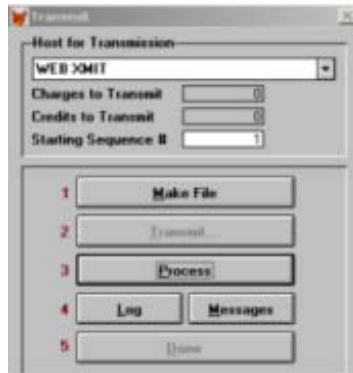 Transmit
Host for Transmission
WEB XMIT
Charges to Transmit 0
Credits to Transmit 0
Starting Sequence # 1
1 Make File
2 Transmit...
3 Process
4 Log Messages
5 Done